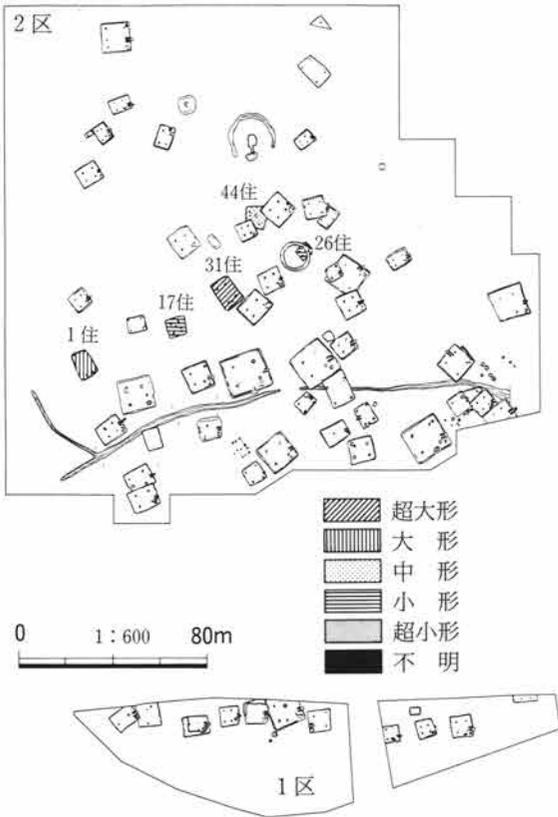 2区
44住
26住
31住
17住
1住
超大形
大 形
中 形
小 形
超小形
不 明
0 1：600 80m
1区